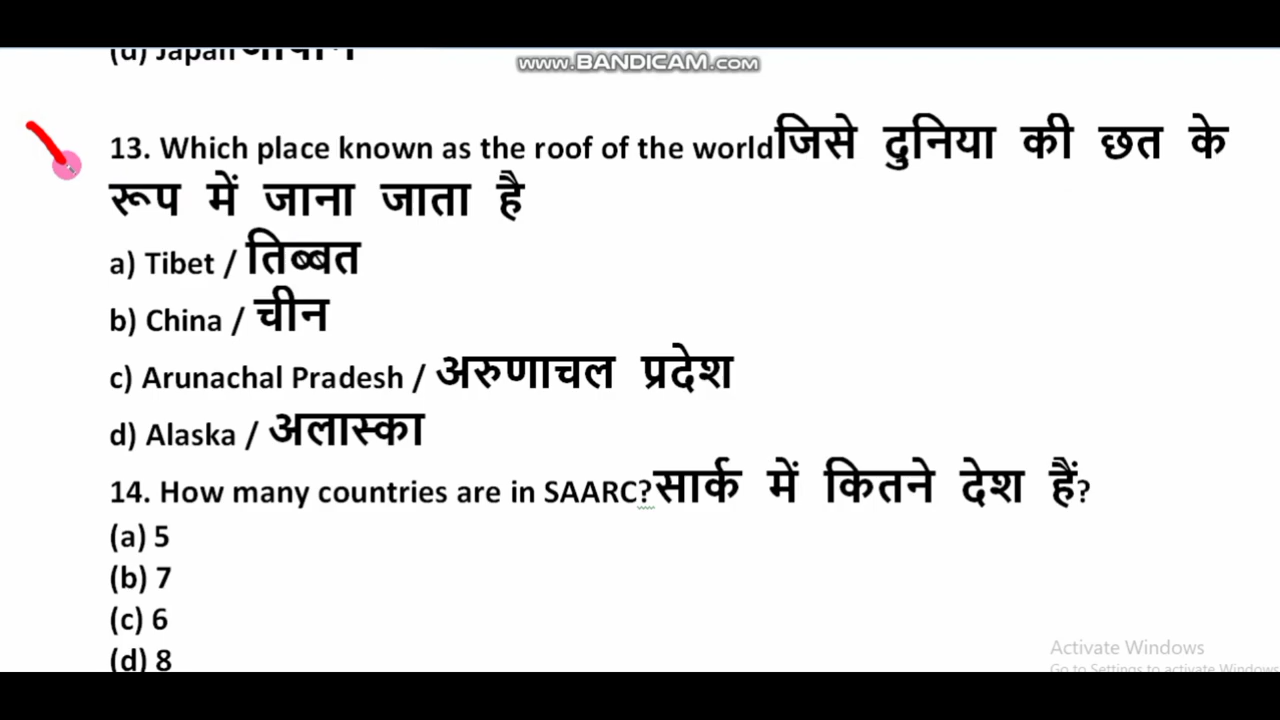 (d) Japan जापान
www.BANDICAM.com
13. Which place known as the roof of the worldजिसे दुनिया की छत के
रूप में जाना जाता है
a) Tibet / तिब्बत
b) China / चीन
c) Arunachal Pradesh / अरुणाचल प्रदेश
d) Alaska / अलास्का
14. How many countries are in SAARC?सार्क में कितने देश हैं?
(a) 5
(b) 7
(c) 6
(d) 8
Activate Windows
Go to Settings to activate Windows